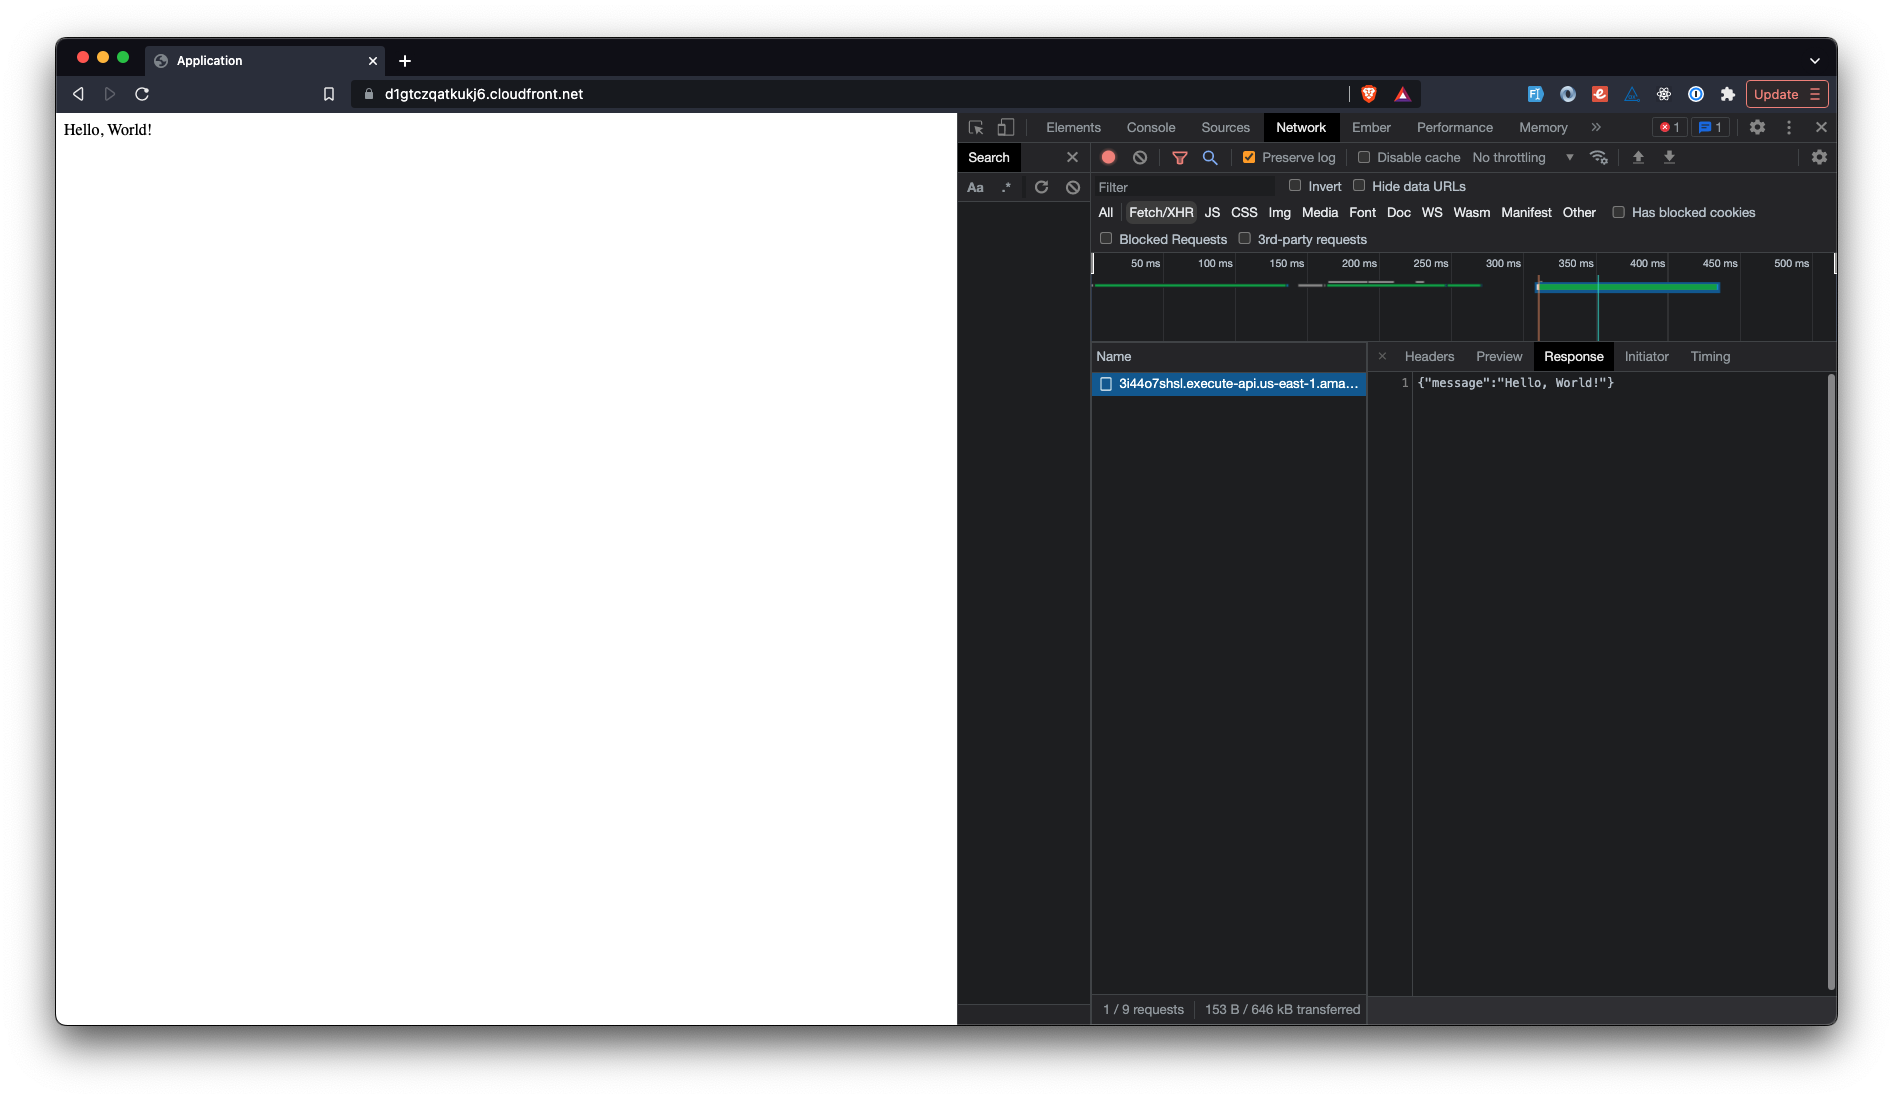 Application
d1gtczqatkukj6.cloudfront.net
Update
Hello, World!
Elements Console Sources Network Ember Performance Memory 1 1
Search
Preserve log Disable cache No throttling
Aa .*
Filter Invert Hide data URLs
All Fetch/XHR JS CSS Img Media Font Doc WS Wasm Manifest Other Has blocked cookies
Blocked Requests 3rd-party requests
50 ms 100 ms 150 ms 200 ms 250 ms 300 ms 350 ms 400 ms 450 ms 500 ms
Name Headers Preview Response Initiator Timing
3i44o7shsl.execute-api.us-east-1.ama…
1 {"message":"Hello, World!"}
1 / 9 requests 153 B / 646 kB transferred